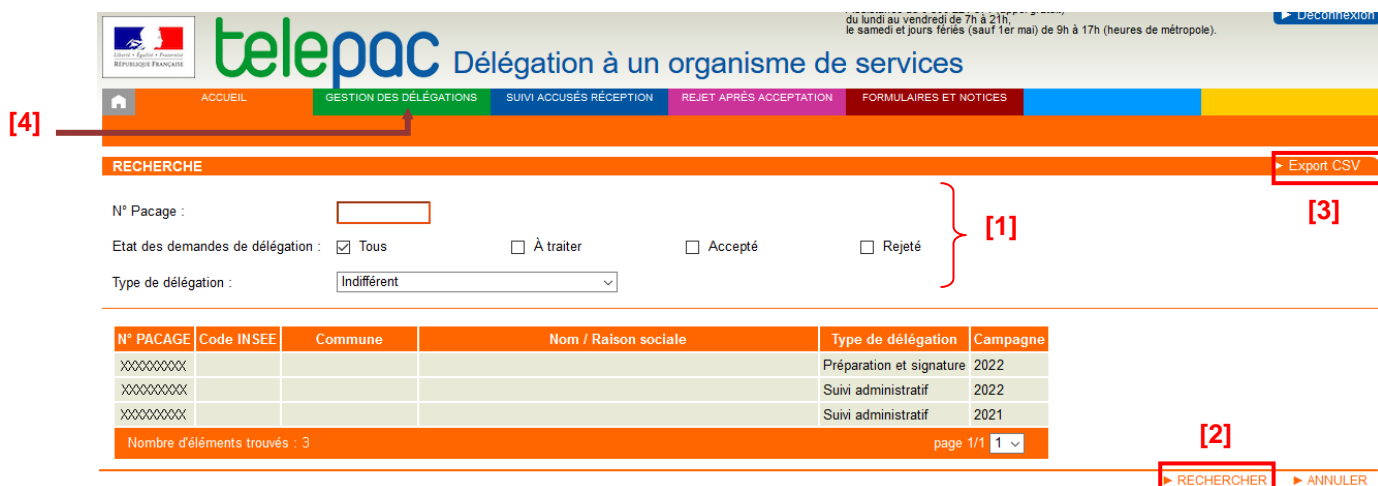 du lundi au vendredi de 7h à 21h,
le samedi et jours fériés (sauf 1er mai) de 9h à 17h (heures de métropole).
► Déconnexion
Liberté • Égalité • Fraternité
RÉPUBLIQUE FRANÇAISE
telepac Délégation à un organisme de services
ACCUEIL GESTION DES DÉLÉGATIONS SUIVI ACCUSÉS RÉCEPTION REJET APRÈS ACCEPTATION FORMULAIRES ET NOTICES
[4]
RECHERCHE ► Export CSV
[3]
N° Pacage :
[1]
Etat des demandes de délégation : Tous À traiter Accepté Rejeté
Type de délégation : Indifférent
N° PACAGE Code INSEE Commune Nom / Raison sociale Type de délégation Campagne
XXXXXXXXX Préparation et signature 2022
XXXXXXXXX Suivi administratif 2022
XXXXXXXXX Suivi administratif 2021
Nombre d'éléments trouvés : 3 page 1/1 1
[2]
► RECHERCHER ► ANNULER